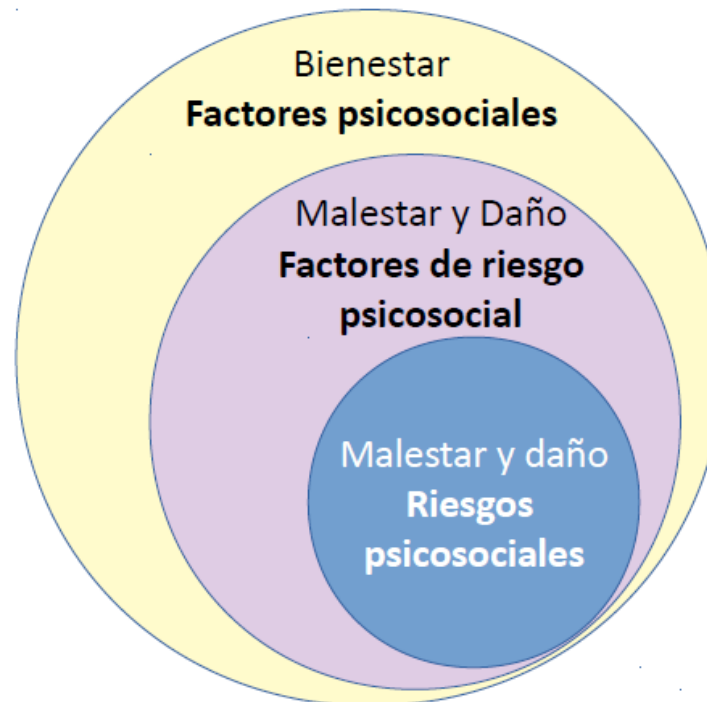 Bienestar
Factores psicosociales
Malestar y Daño
Factores de riesgo
psicosocial
Malestar y daño
Riesgos
psicosociales